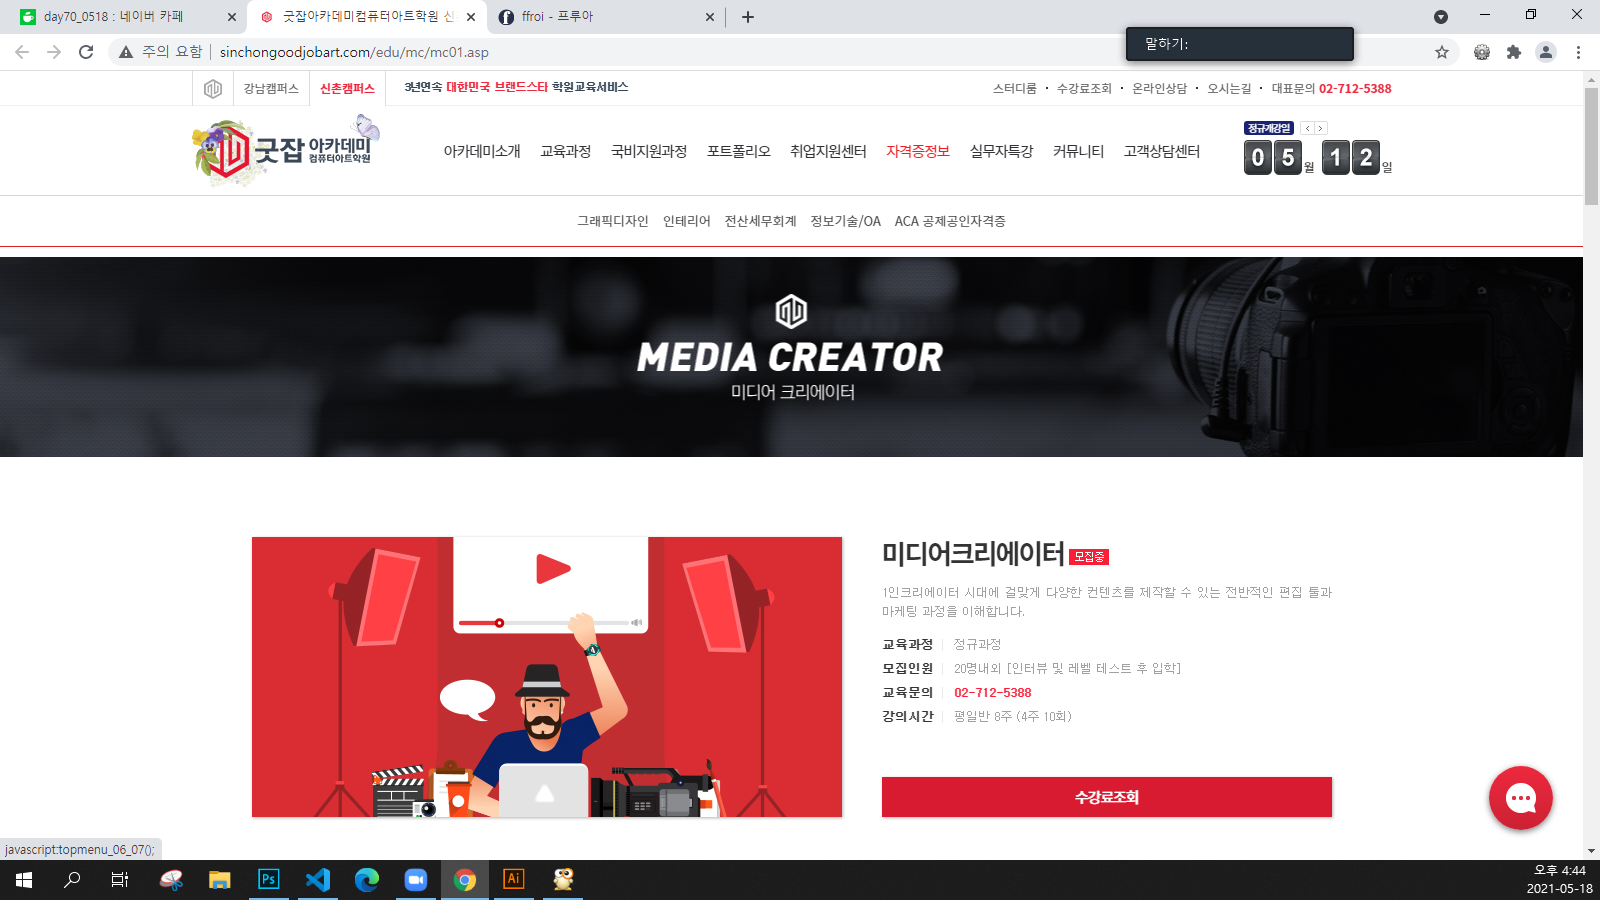 day70_0518 : 네이버 카페
굿잡아카데미컴퓨터아트학원 신
ffroi - 프루아
말하기:
주의 요함 sinchongoodjobart.com/edu/mc/mc01.asp
강남캠퍼스 신촌캠퍼스 3년연속 대한민국 브랜드스타 학원교육서비스
스터디룸 · 수강료조회 · 온라인상담 · 오시는길 · 대표문의 02-712-5388
굿잡 아카데미
컴퓨터아트학원
아카데미소개 교육과정 국비지원과정 포트폴리오 취업지원센터 자격증정보 실무자특강 커뮤니티 고객상담센터
정규개강일
05월 12일
그래픽디자인 인테리어 전산세무회계 정보기술/OA ACA 공제공인자격증
MEDIA CREATOR
미디어 크리에이터
미디어크리에이터 모집중
1인크리에이터 시대에 걸맞게 다양한 컨텐츠를 제작할 수 있는 전반적인 편집 툴과
마케팅 과정을 이해합니다.
교육과정 정규과정
모집인원 20명내외 [인터뷰 및 레벨 테스트 후 입학]
교육문의 02-712-5388
강의시간 평일반 8주 (4주 10회)
수강료조회
javascript:topmenu_06_07();
Ps
Ai
오후 4:44
2021-05-18